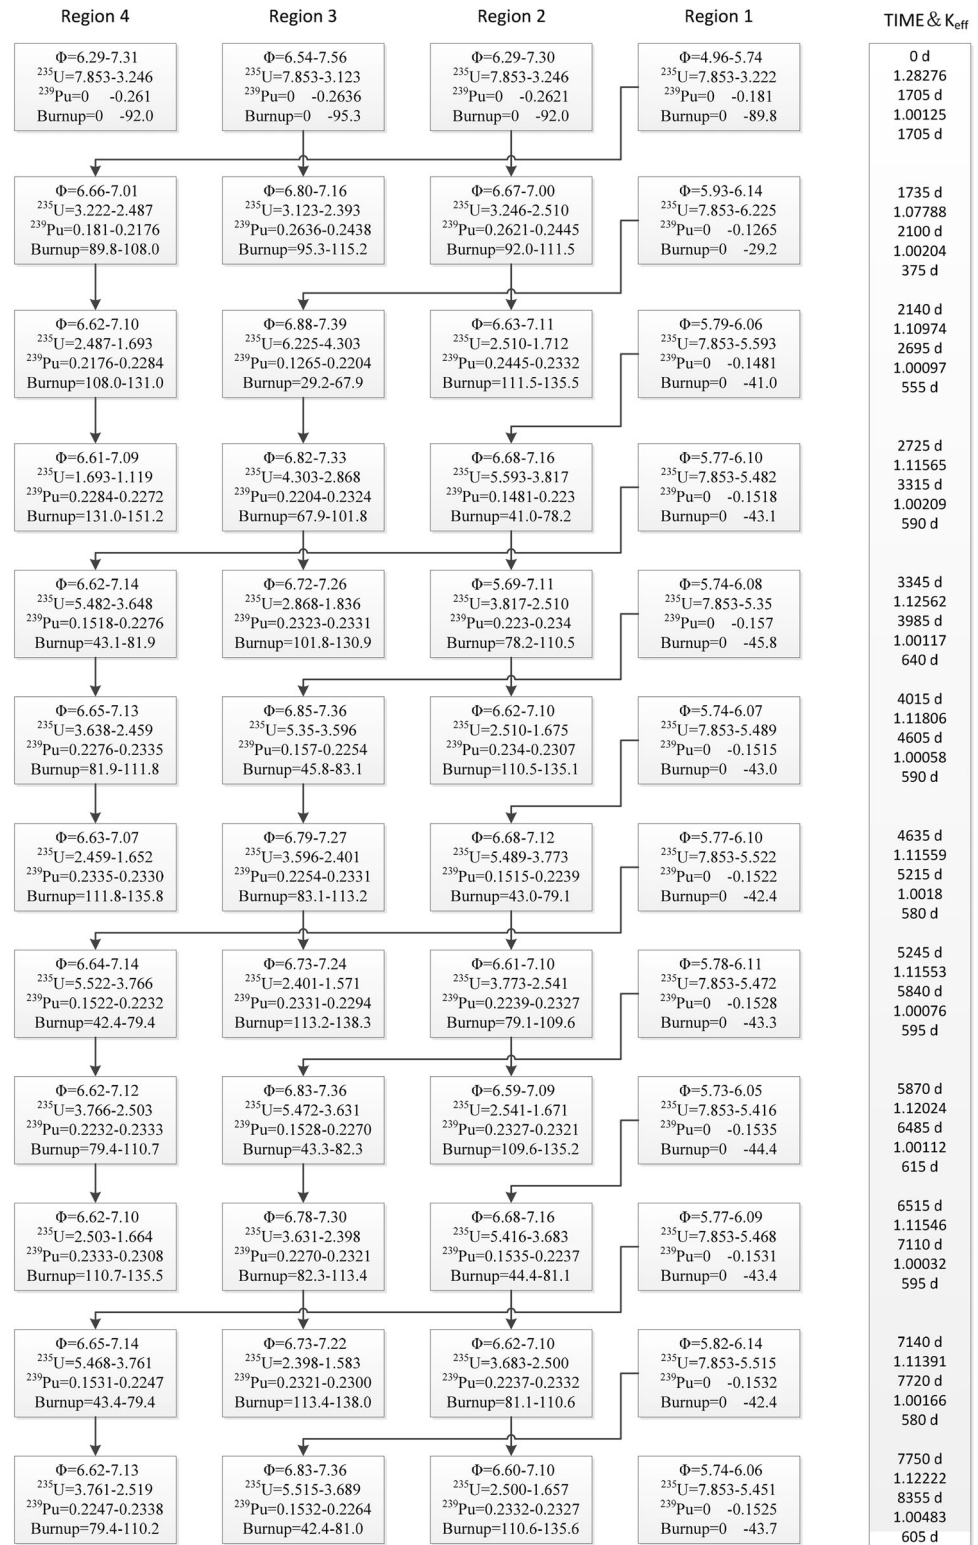 Region 4
Region 3
Region 2
Region 1
TIME & Keff
Φ=6.29-7.31
²³⁵U=7.853-3.246
²³⁹Pu=0 -0.261
Burnup=0 -92.0
Φ=6.54-7.56
²³⁵U=7.853-3.123
²³⁹Pu=0 -0.2636
Burnup=0 -95.3
Φ=6.29-7.30
²³⁵U=7.853-3.246
²³⁹Pu=0 -0.2621
Burnup=0 -92.0
Φ=4.96-5.74
²³⁵U=7.853-3.222
²³⁹Pu=0 -0.181
Burnup=0 -89.8
0 d
1.28276
1705 d
1.00125
1705 d
Φ=6.66-7.01
²³⁵U=3.222-2.487
²³⁹Pu=0.181-0.2176
Burnup=89.8-108.0
Φ=6.80-7.16
²³⁵U=3.123-2.393
²³⁹Pu=0.2636-0.2438
Burnup=95.3-115.2
Φ=6.67-7.00
²³⁵U=3.246-2.510
²³⁹Pu=0.2621-0.2445
Burnup=92.0-111.5
Φ=5.93-6.14
²³⁵U=7.853-6.225
²³⁹Pu=0 -0.1265
Burnup=0 -29.2
1735 d
1.07788
2100 d
1.00204
375 d
Φ=6.62-7.10
²³⁵U=2.487-1.693
²³⁹Pu=0.2176-0.2284
Burnup=108.0-131.0
Φ=6.88-7.39
²³⁵U=6.225-4.303
²³⁹Pu=0.1265-0.2204
Burnup=29.2-67.9
Φ=6.63-7.11
²³⁵U=2.510-1.712
²³⁹Pu=0.2445-0.2332
Burnup=111.5-135.5
Φ=5.79-6.06
²³⁵U=7.853-5.593
²³⁹Pu=0 -0.1481
Burnup=0 -41.0
2140 d
1.10974
2695 d
1.00097
555 d
Φ=6.61-7.09
²³⁵U=1.693-1.119
²³⁹Pu=0.2284-0.2272
Burnup=131.0-151.2
Φ=6.82-7.33
²³⁵U=4.303-2.868
²³⁹Pu=0.2204-0.2324
Burnup=67.9-101.8
Φ=6.68-7.16
²³⁵U=5.593-3.817
²³⁹Pu=0.1481-0.223
Burnup=41.0-78.2
Φ=5.77-6.10
²³⁵U=7.853-5.482
²³⁹Pu=0 -0.1518
Burnup=0 -43.1
2725 d
1.11565
3315 d
1.00209
590 d
Φ=6.62-7.14
²³⁵U=5.482-3.648
²³⁹Pu=0.1518-0.2276
Burnup=43.1-81.9
Φ=6.72-7.26
²³⁵U=2.868-1.836
²³⁹Pu=0.2323-0.2331
Burnup=101.8-130.9
Φ=5.69-7.11
²³⁵U=3.817-2.510
²³⁹Pu=0.223-0.234
Burnup=78.2-110.5
Φ=5.74-6.08
²³⁵U=7.853-5.35
²³⁹Pu=0 -0.157
Burnup=0 -45.8
3345 d
1.12562
3985 d
1.00117
640 d
Φ=6.65-7.13
²³⁵U=3.638-2.459
²³⁹Pu=0.2276-0.2335
Burnup=81.9-111.8
Φ=6.85-7.36
²³⁵U=5.35-3.596
²³⁹Pu=0.157-0.2254
Burnup=45.8-83.1
Φ=6.62-7.10
²³⁵U=2.510-1.675
²³⁹Pu=0.234-0.2307
Burnup=110.5-135.1
Φ=5.74-6.07
²³⁵U=7.853-5.489
²³⁹Pu=0 -0.1515
Burnup=0 -43.0
4015 d
1.11806
4605 d
1.00058
590 d
Φ=6.63-7.07
²³⁵U=2.459-1.652
²³⁹Pu=0.2335-0.2330
Burnup=111.8-135.8
Φ=6.79-7.27
²³⁵U=3.596-2.401
²³⁹Pu=0.2254-0.2331
Burnup=83.1-113.2
Φ=6.68-7.12
²³⁵U=5.489-3.773
²³⁹Pu=0.1515-0.2239
Burnup=43.0-79.1
Φ=5.77-6.10
²³⁵U=7.853-5.522
²³⁹Pu=0 -0.1522
Burnup=0 -42.4
4635 d
1.11559
5215 d
1.0018
580 d
Φ=6.64-7.14
²³⁵U=5.522-3.766
²³⁹Pu=0.1522-0.2232
Burnup=42.4-79.4
Φ=6.73-7.24
²³⁵U=2.401-1.571
²³⁹Pu=0.2331-0.2294
Burnup=113.2-138.3
Φ=6.61-7.10
²³⁵U=3.773-2.541
²³⁹Pu=0.2239-0.2327
Burnup=79.1-109.6
Φ=5.78-6.11
²³⁵U=7.853-5.472
²³⁹Pu=0 -0.1528
Burnup=0 -43.3
5245 d
1.11553
5840 d
1.00076
595 d
Φ=6.62-7.12
²³⁵U=3.766-2.503
²³⁹Pu=0.2232-0.2333
Burnup=79.4-110.7
Φ=6.83-7.36
²³⁵U=5.472-3.631
²³⁹Pu=0.1528-0.2270
Burnup=43.3-82.3
Φ=6.59-7.09
²³⁵U=2.541-1.671
²³⁹Pu=0.2327-0.2321
Burnup=109.6-135.2
Φ=5.73-6.05
²³⁵U=7.853-5.416
²³⁹Pu=0 -0.1535
Burnup=0 -44.4
5870 d
1.12024
6485 d
1.00112
615 d
Φ=6.62-7.10
²³⁵U=2.503-1.664
²³⁹Pu=0.2333-0.2308
Burnup=110.7-135.5
Φ=6.78-7.30
²³⁵U=3.631-2.398
²³⁹Pu=0.2270-0.2321
Burnup=82.3-113.4
Φ=6.68-7.16
²³⁵U=5.416-3.683
²³⁹Pu=0.1535-0.2237
Burnup=44.4-81.1
Φ=5.77-6.09
²³⁵U=7.853-5.468
²³⁹Pu=0 -0.1531
Burnup=0 -43.4
6515 d
1.11546
7110 d
1.00032
595 d
Φ=6.65-7.14
²³⁵U=5.468-3.761
²³⁹Pu=0.1531-0.2247
Burnup=43.4-79.4
Φ=6.73-7.22
²³⁵U=2.398-1.583
²³⁹Pu=0.2321-0.2300
Burnup=113.4-138.0
Φ=6.62-7.10
²³⁵U=3.683-2.500
²³⁹Pu=0.2237-0.2332
Burnup=81.1-110.6
Φ=5.82-6.14
²³⁵U=7.853-5.515
²³⁹Pu=0 -0.1532
Burnup=0 -42.4
7140 d
1.11391
7720 d
1.00166
580 d
Φ=6.62-7.13
²³⁵U=3.761-2.519
²³⁹Pu=0.2247-0.2338
Burnup=79.4-110.2
Φ=6.83-7.36
²³⁵U=5.515-3.689
²³⁹Pu=0.1532-0.2264
Burnup=42.4-81.0
Φ=6.60-7.10
²³⁵U=2.500-1.657
²³⁹Pu=0.2332-0.2327
Burnup=110.6-135.6
Φ=5.74-6.06
²³⁵U=7.853-5.451
²³⁹Pu=0 -0.1525
Burnup=0 -43.7
7750 d
1.12222
8355 d
1.00483
605 d